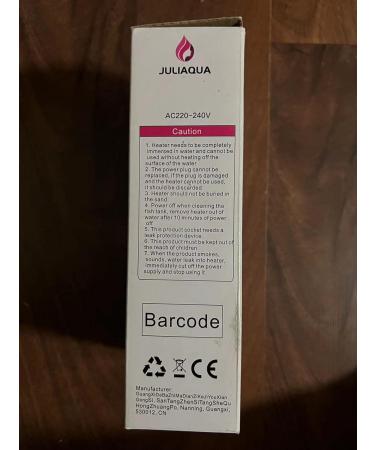 JULIAQUA
AC220-240V
Caution
1. Heater needs to be completely
immersed in water and cannot be
used without heating off the
surface of the water
2. The power plug cannot be
replaced, if the plug is damaged
and the heater cannot be used,
it should be discarded
3. Heater should not be buried in
the sand
4. Power off when cleaning the
fish tank, remove heater out of
water after 10 minutes of power
off
5. This product socket needs a
leak protection device.
6. This product must be kept out of
the reach of children
7. When the product smokes,
sounds, water leak into heater,
immediately cut off the power
supply and stop using it.
Barcode
CE
Manufacturer:
GuangXiDaBaZhiMaDianZiKeJiYouXian
GongSi, SanTangZhenSiTangSheQu
HongZhuangPo, Nanning, Guangxi,
530012, CN